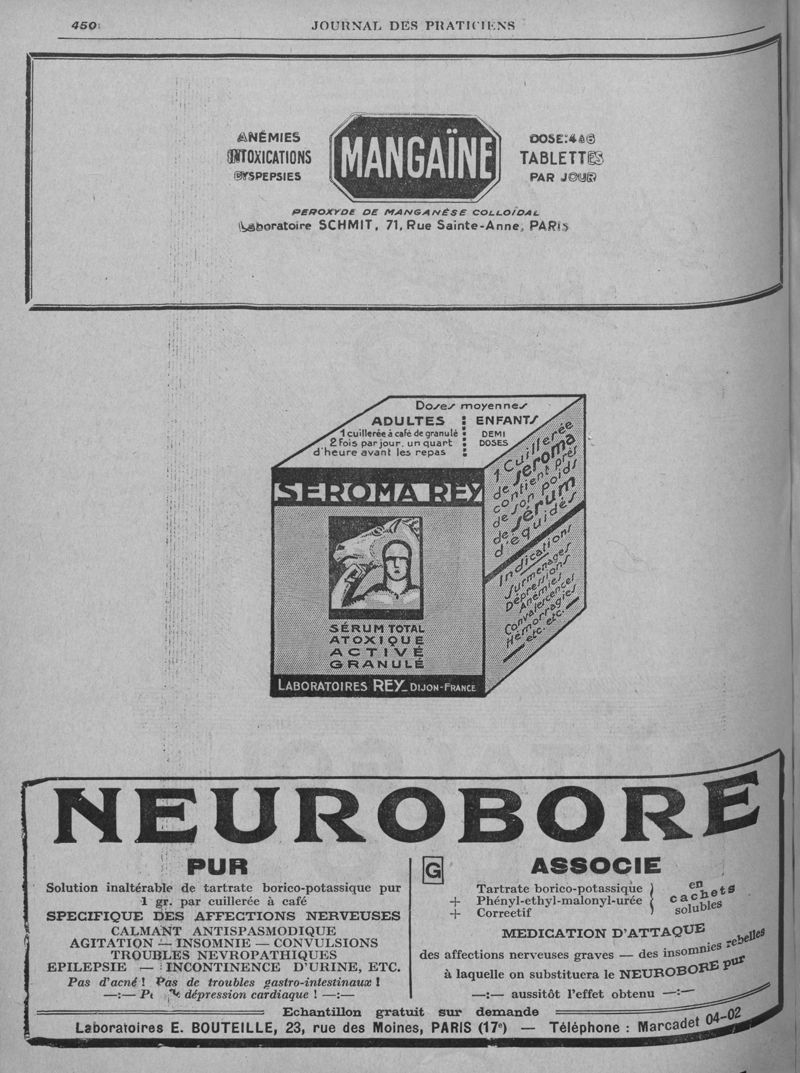 450
JOURNAL DES PRATICIENS
ANÉMIES
INTOXICATIONS
DYSPEPSIES
MANGAÏNE
DOSE: 4 à 6
TABLETTES
PAR JOUR
PEROXYDE DE MANGANÈSE COLLOÏDAL
Laboratoire SCHMIT, 71, Rue Sainte-Anne, PARIS
Doses moyennes
ADULTES
1 cuillerée à café de granulé
2 fois par jour, un quart
d'heure avant les repas
ENFANTS
DEMI
DOSES
SEROMA REY
SÉRUM TOTAL
ATOXIQUE
ACTIVÉ
GRANULÉ
LABORATOIRES REY_DIJON-FRANCE
1 Cuillerée
de seroma
contient près
de son poids
de sérum
d'équidés
Indications
Surmenages
Dépressions
Anémies
Convalescences
Hémorragies
etc. etc.
NEUROBORE
PUR
Solution inaltérable de tartrate borico-potassique pur
1 gr. par cuillerée à café
SPECIFIQUE DES AFFECTIONS NERVEUSES
CALMANT ANTISPASMODIQUE
AGITATION — INSOMNIE — CONVULSIONS
TROUBLES NEVROPATHIQUES
EPILEPSIE — INCONTINENCE D'URINE, ETC.
Pas d'acné ! Pas de troubles gastro-intestinaux !
—:— dépression cardiaque ! —:—
G
ASSOCIE
Tartrate borico-potassique
+ Phényl-ethyl-malonyl-urée
+ Correctif
en
cachets
solubles
MEDICATION D'ATTAQUE
des affections nerveuses graves — des insomnies rebelles
à laquelle on substituera le NEUROBORE pur
—:— aussitôt l'effet obtenu —:—
Echantillon gratuit sur demande
Laboratoires E. BOUTEILLE, 23, rue des Moines, PARIS (17e) — Téléphone : Marcadet 04-02